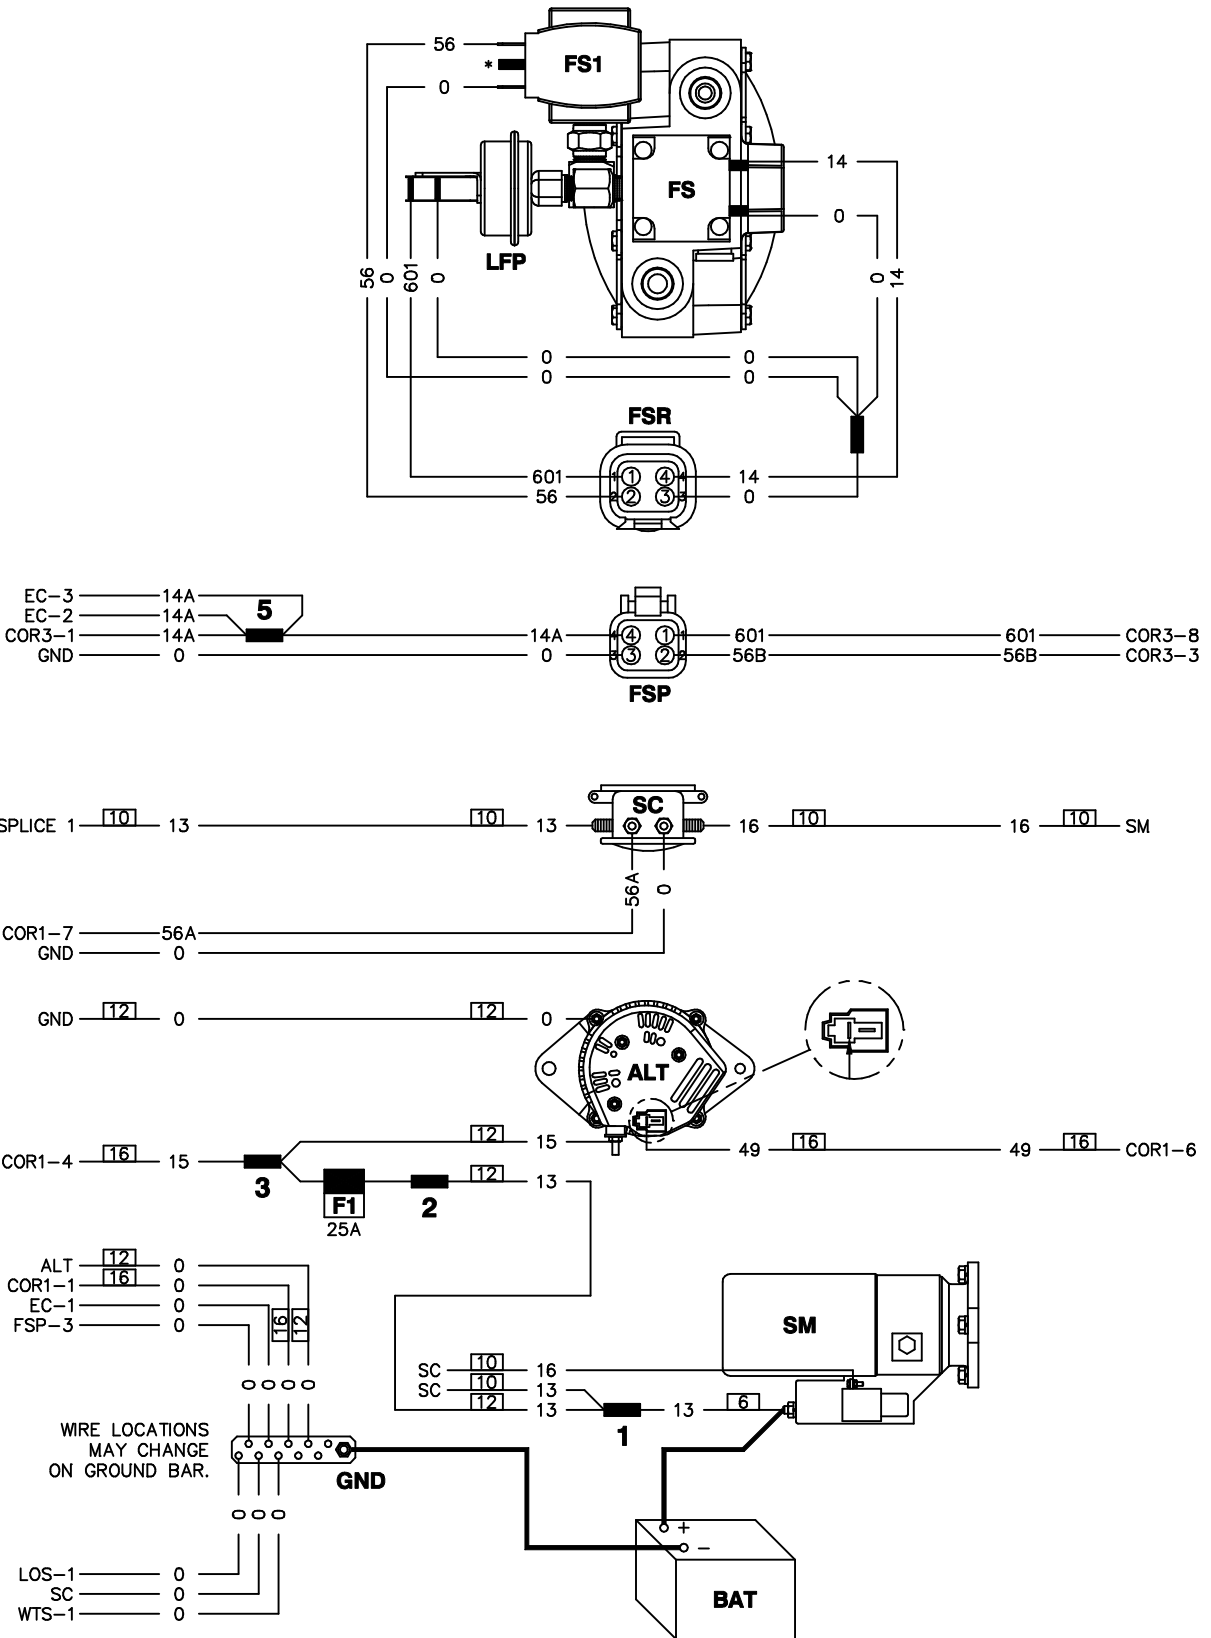 56
*
FS1
0
14
FS
0
LFP
56
0
601
0
0
14
0
0
0
0
FSR
601
1
1
4
4
14
56
2
2
3
3
0
EC-3
14A
EC-2
14A
5
COR3-1
14A
14A
4
4
1
1
601
601
COR3-8
GND
0
0
3
3
2
2
56B
56B
COR3-3
FSP
SPLICE 1
10
13
10
13
SC
16
10
16
10
SM
56A
0
COR1-7
56A
GND
0
GND
12
0
12
0
ALT
COR1-4
16
15
12
15
49
16
49
16
COR1-6
3
F1
25A
2
12
13
ALT
12
0
COR1-1
16
0
EC-1
0
FSP-3
0
16
12
SM
0
0
0
0
SC
10
16
SC
10
13
12
13
13
6
1
WIRE LOCATIONS
MAY CHANGE
ON GROUND BAR.
GND
0
0
0
+
-
LOS-1
0
SC
0
WTS-1
0
BAT